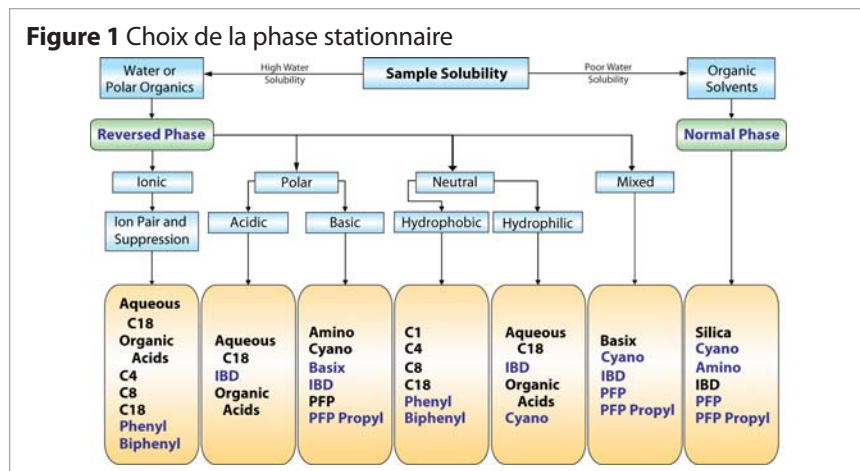 Figure 1 Choix de la phase stationnaire
Water or
Polar Organics
High Water
Solubility
Sample Solubility
Poor Water
Solubility
Organic
Solvents
Reversed Phase
Normal Phase
Ionic
Polar
Neutral
Mixed
Ion Pair and
Suppression
Acidic
Basic
Hydrophobic
Hydrophilic
Aqueous
C18
Organic
Acids
C4
C8
C18
Phenyl
Biphenyl
Aqueous
C18
IBD
Organic
Acids
Amino
Cyano
Basix
IBD
PFP
PFP Propyl
C1
C4
C8
C18
Phenyl
Biphenyl
Aqueous
C18
IBD
Organic
Acids
Cyano
Basix
Cyano
IBD
PFP
PFP Propyl
Silica
Cyano
Amino
IBD
PFP
PFP Propyl